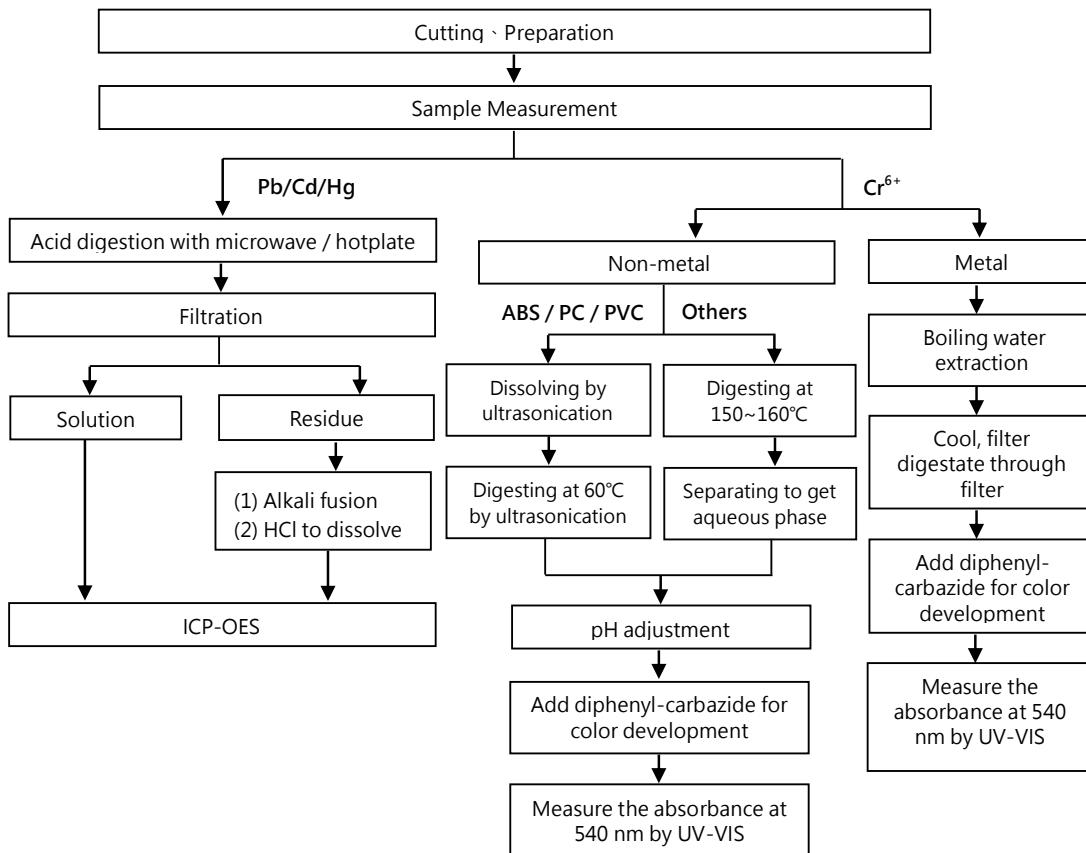 Cutting、Preparation
Sample Measurement
Pb/Cd/Hg
Cr⁶⁺
Acid digestion with microwave / hotplate
Filtration
Solution
Residue
(1) Alkali fusion
(2) HCl to dissolve
ICP-OES
Non-metal
ABS / PC / PVC
Others
Dissolving by
ultrasonication
Digesting at 60℃
by ultrasonication
Digesting at
150~160℃
Separating to get
aqueous phase
pH adjustment
Add diphenyl-carbazide for
color development
Measure the absorbance at
540 nm by UV-VIS
Metal
Boiling water
extraction
Cool, filter
digestate through
filter
Add diphenyl-
carbazide for color
development
Measure the
absorbance at 540
nm by UV-VIS